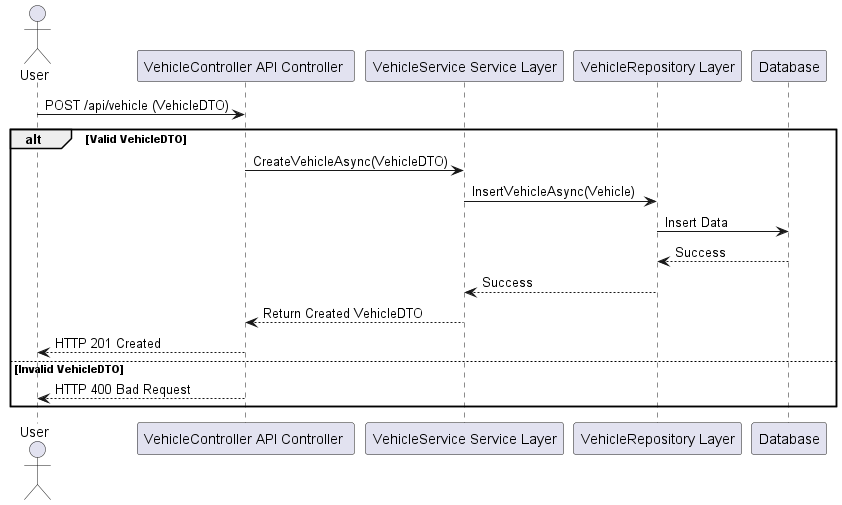 User
VehicleController API Controller
VehicleService Service Layer
VehicleRepository Layer
Database
POST /api/vehicle (VehicleDTO)
alt
[Valid VehicleDTO]
CreateVehicleAsync(VehicleDTO)
InsertVehicleAsync(Vehicle)
Insert Data
Success
Success
Return Created VehicleDTO
HTTP 201 Created
[Invalid VehicleDTO]
HTTP 400 Bad Request
User
VehicleController API Controller
VehicleService Service Layer
VehicleRepository Layer
Database